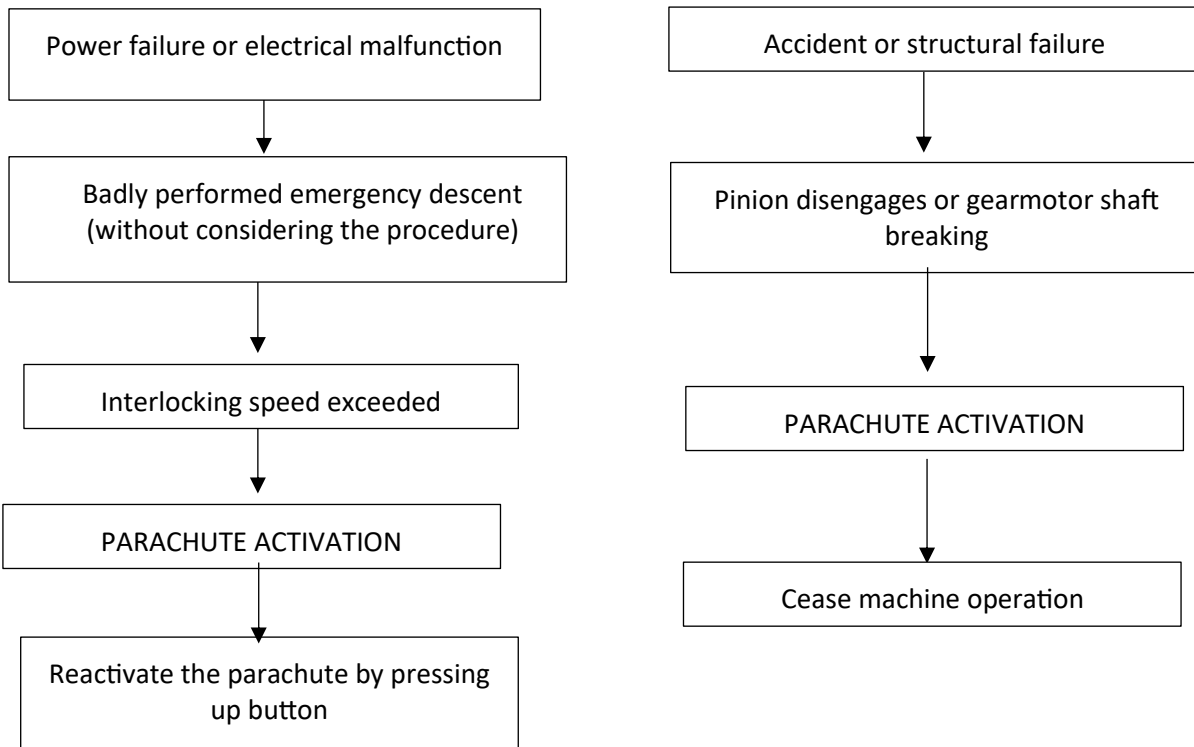 Power failure or electrical malfunction
Badly performed emergency descent
(without considering the procedure)
Interlocking speed exceeded
PARACHUTE ACTIVATION
Reactivate the parachute by pressing
up button
Accident or structural failure
Pinion disengages or gearmotor shaft
breaking
PARACHUTE ACTIVATION
Cease machine operation